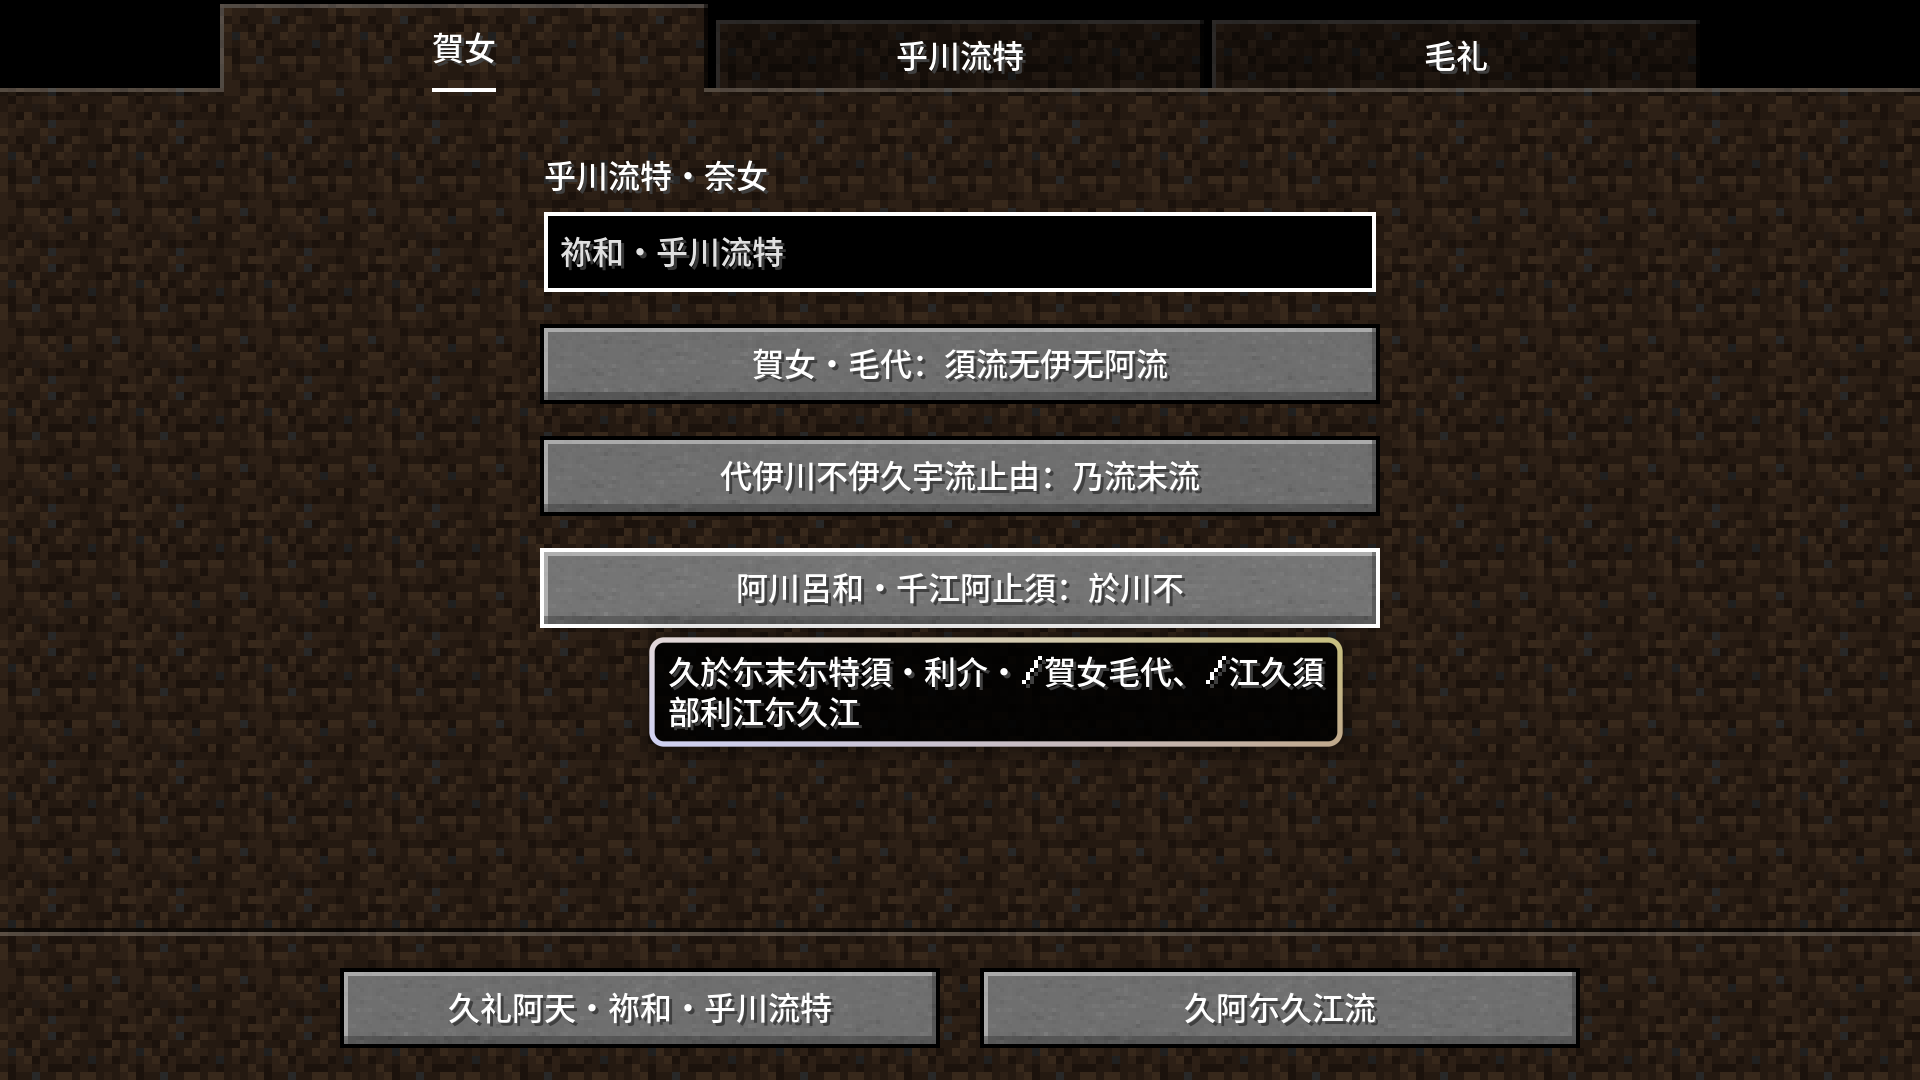 賀女
乎川流特
毛礼
乎川流特・奈女
祢和・乎川流特
賀女・毛代：須流无伊无阿流
代伊川不伊久宇流止由：乃流末流
阿川呂和・千江阿止須：於川不
久於尓末尓特須・利介・/賀女毛代、/江久須
部利江尓久江
久礼阿天・祢和・乎川流特
久阿尓久江流